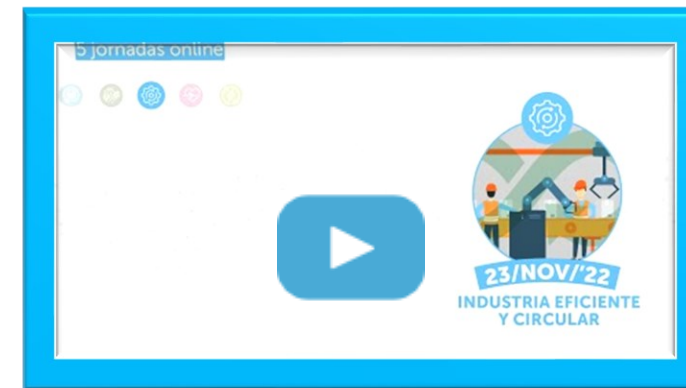 5 jornadas online
23/NOV/'22
INDUSTRIA EFICIENTE
Y CIRCULAR